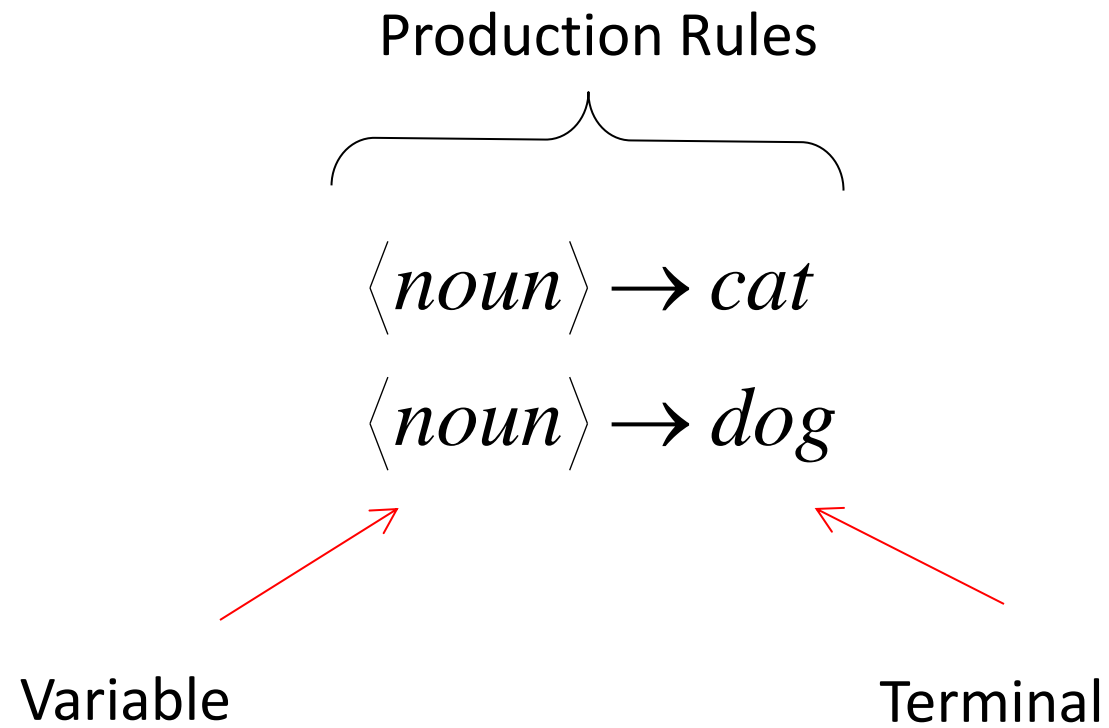 Production Rules
⟨noun⟩ → cat
⟨noun⟩ → dog
Variable
Terminal